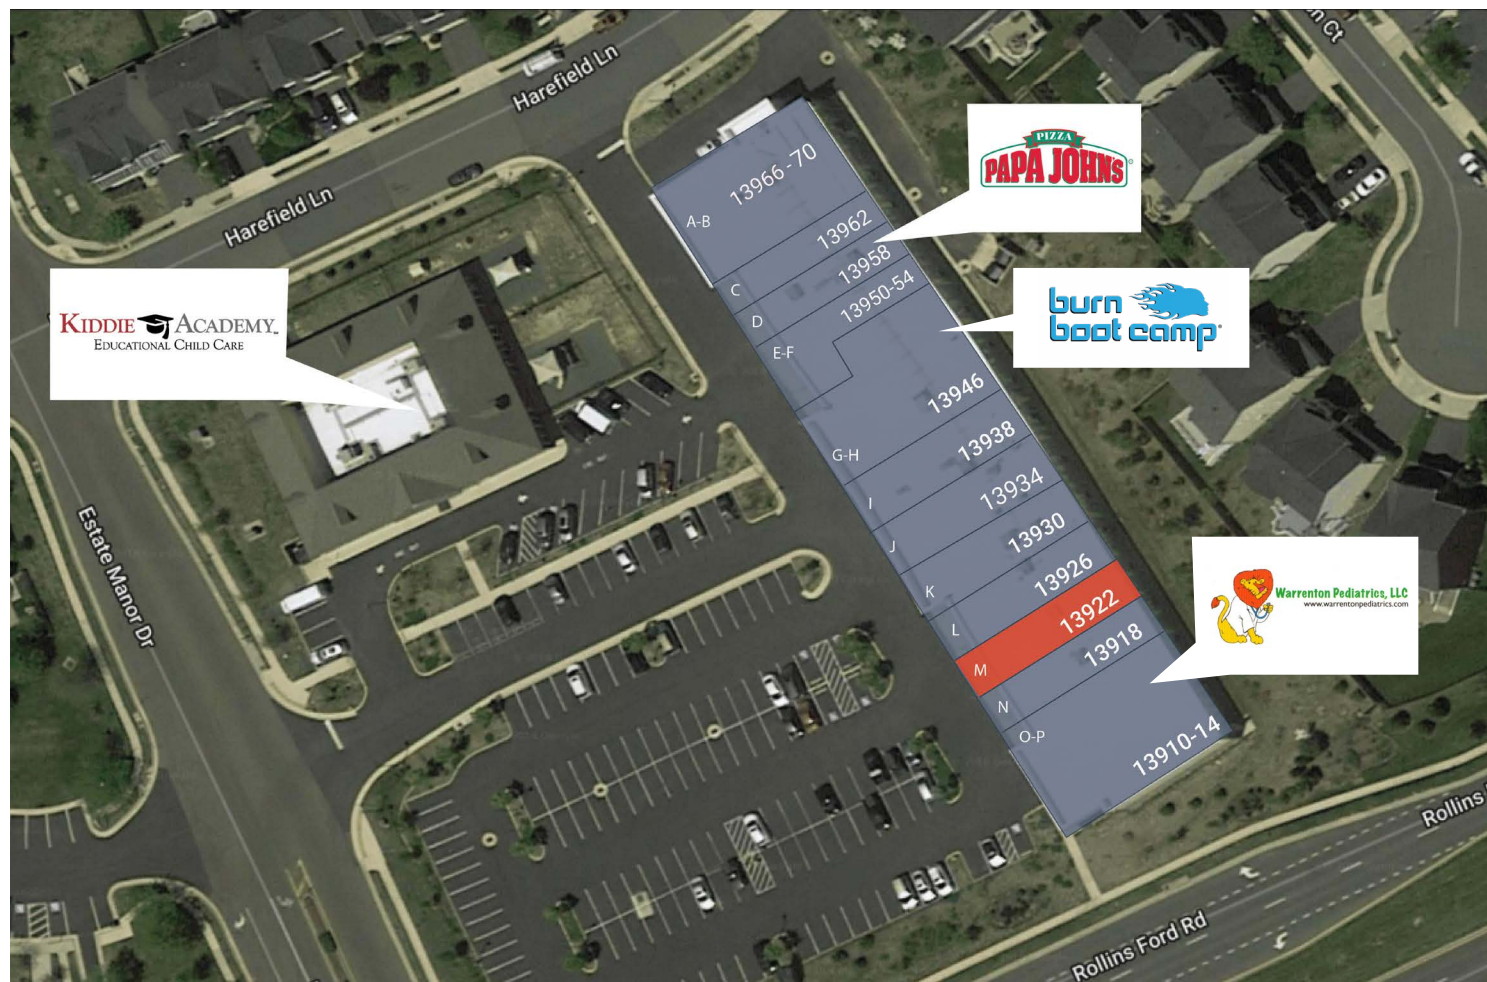 Harefield Ln
n Ct
Harefield Ln
PIZZA
PAPA JOHN'S
13966 - 70
A-B
13962
C
13958
D
13950-54
E-F
KIDDIE ACADEMY
EDUCATIONAL CHILD CARE
burn
boot camp
13946
G-H
13938
I
13934
J
13930
K
13926
L
13922
M
13918
N
13910-14
O-P
Warrenton Pediatrics, LLC
www.warrentonpediatrics.com
Estate Manor Dr
Rollins
Rollins Ford Rd